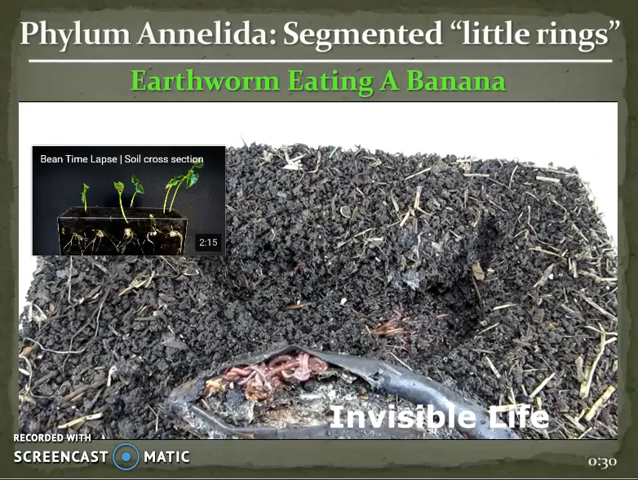 Phylum Annelida: Segmented “little rings”
Earthworm Eating A Banana
Bean Time Lapse | Soil cross section
2:15
Invisible Life
RECORDED WITH
SCREENCAST MATIC
0:30